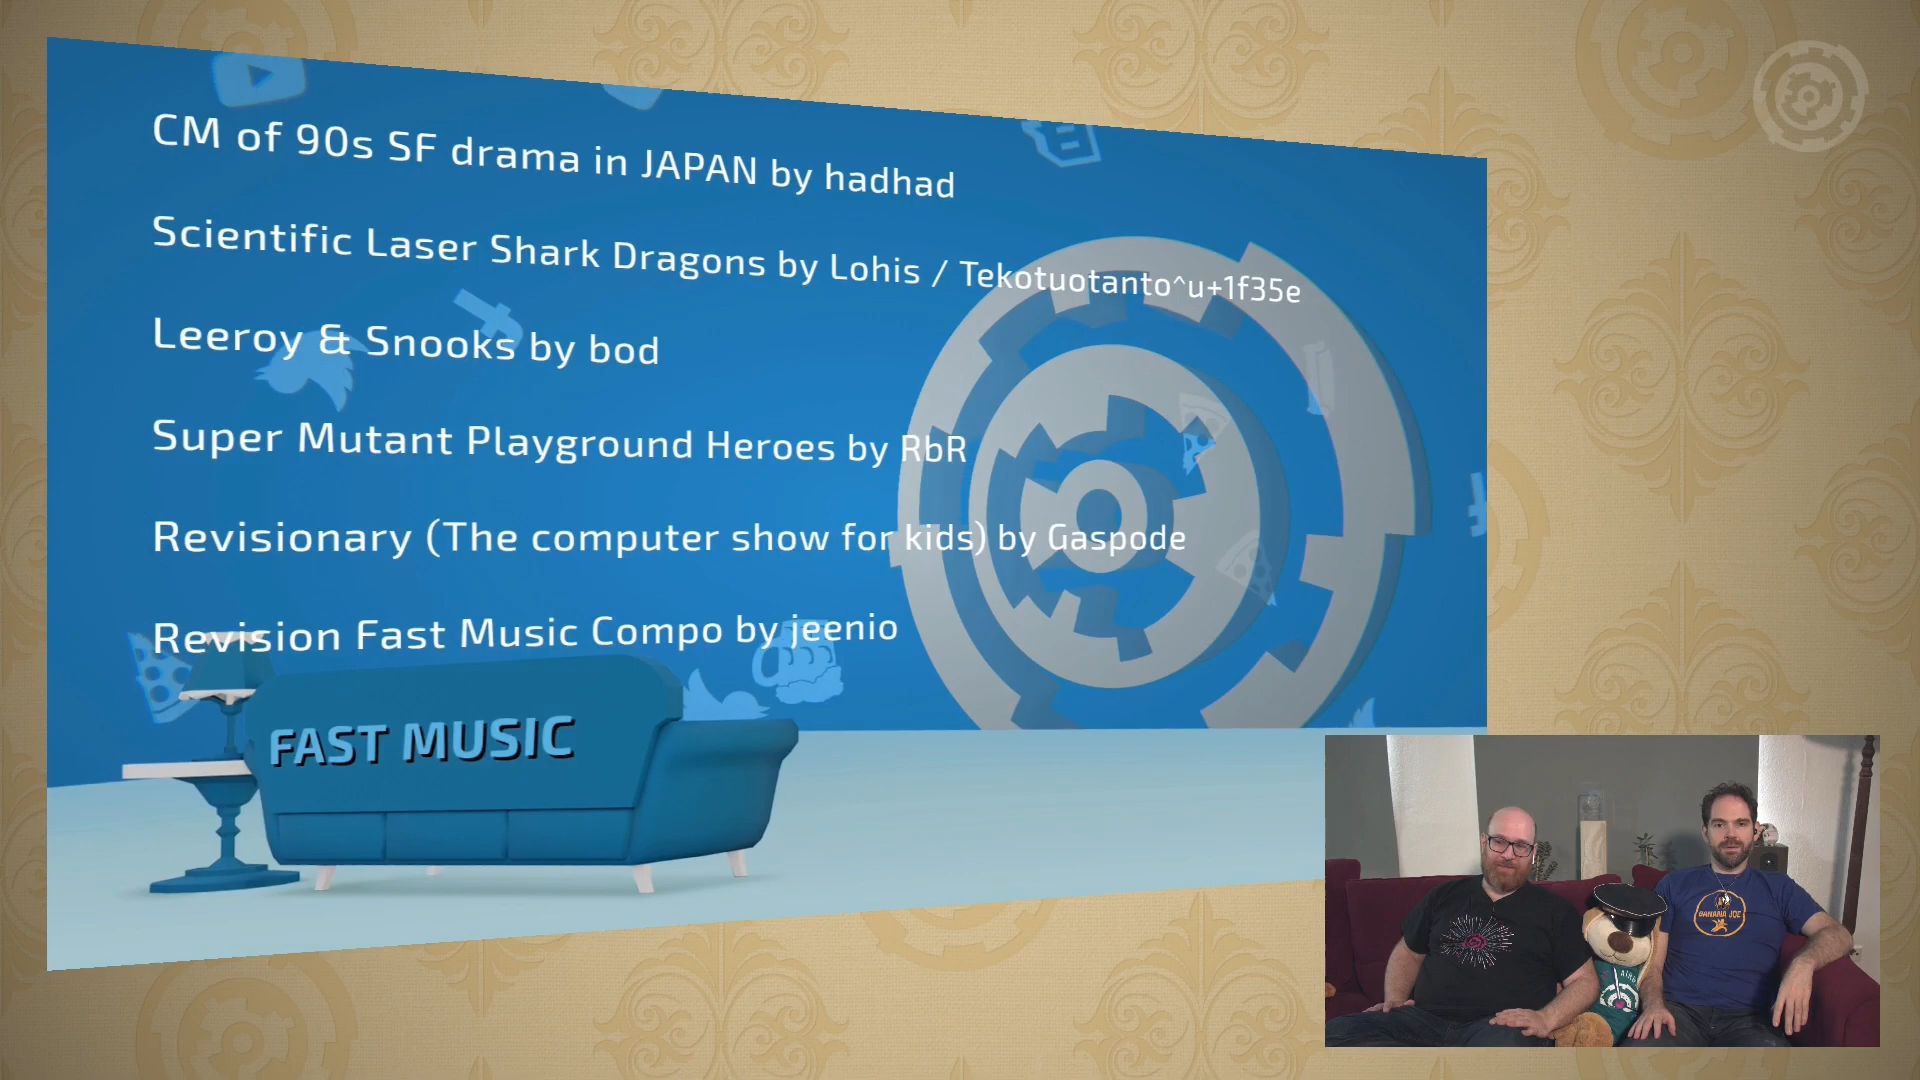 CM of 90s SF drama in JAPAN by hadhad
Scientific Laser Shark Dragons by Lohis / Tekotuotanto^u+1f35e
Leeroy & Snooks by bod
Super Mutant Playground Heroes by RbR
Revisionary (The computer show for kids) by Gaspode
Revision Fast Music Compo by jeenio
FAST MUSIC
BANANA JOE